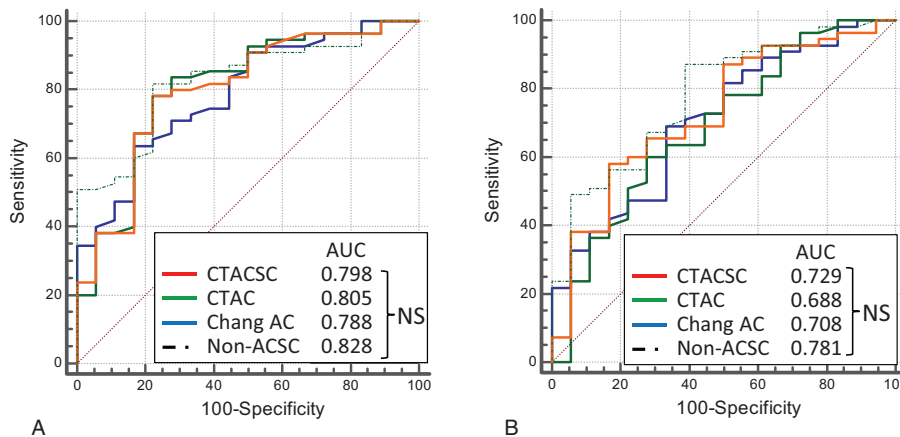 100
80
60
40
20
0
Sensitivity
AUC
CTACSC 0.798
CTAC 0.805
Chang AC 0.788
Non-ACSC 0.828
NS
0 20 40 60 80 100
100-Specificity
A
100
80
60
40
20
0
Sensitivity
AUC
CTACSC 0.729
CTAC 0.688
Chang AC 0.708
Non-ACSC 0.781
NS
0 20 40 60 80 100
100-Specificity
B